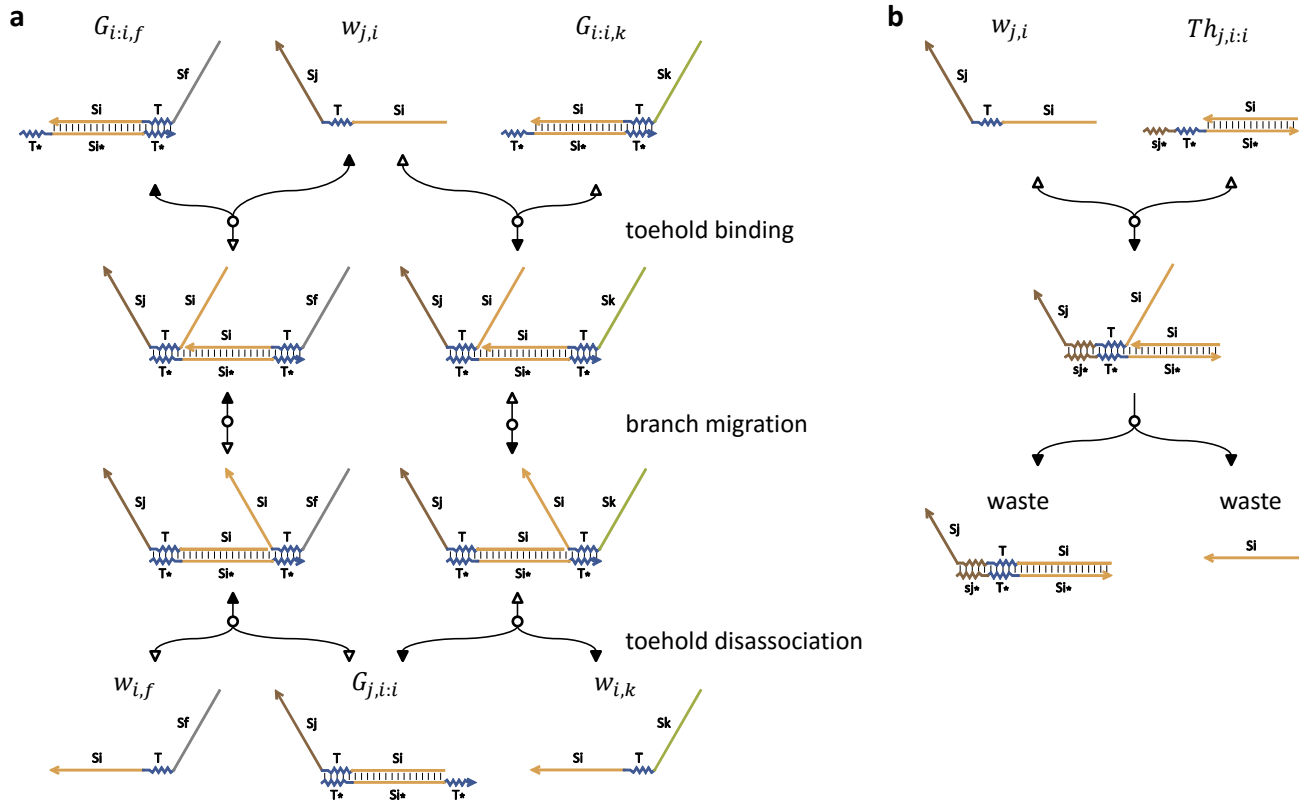 a
G_{i:i,f} w_{j,i} G_{i:i,k}
Sf Sj Sk
Si T T Si Si T
T* Si* T* T* Si* T*
toehold binding
Sj Si Sf Sj Si Sk
T Si T T Si T
T* Si* T* T* Si* T*
branch migration
Sj Si Sf Sj Si Sk
T Si T T Si T
T* Si* T* T* Si* T*
toehold disassociation
w_{i,f} G_{j,i:i} w_{i,k}
Sf Sj Sk
Si T T Si Si T
T* Si* T*
b
w_{j,i} Th_{j,i:i}
Sj
T Si Si
sj* T* Si*
Sj Si
T Si
sj* T* Si*
waste waste
Sj
T Si Si
sj* T* Si*